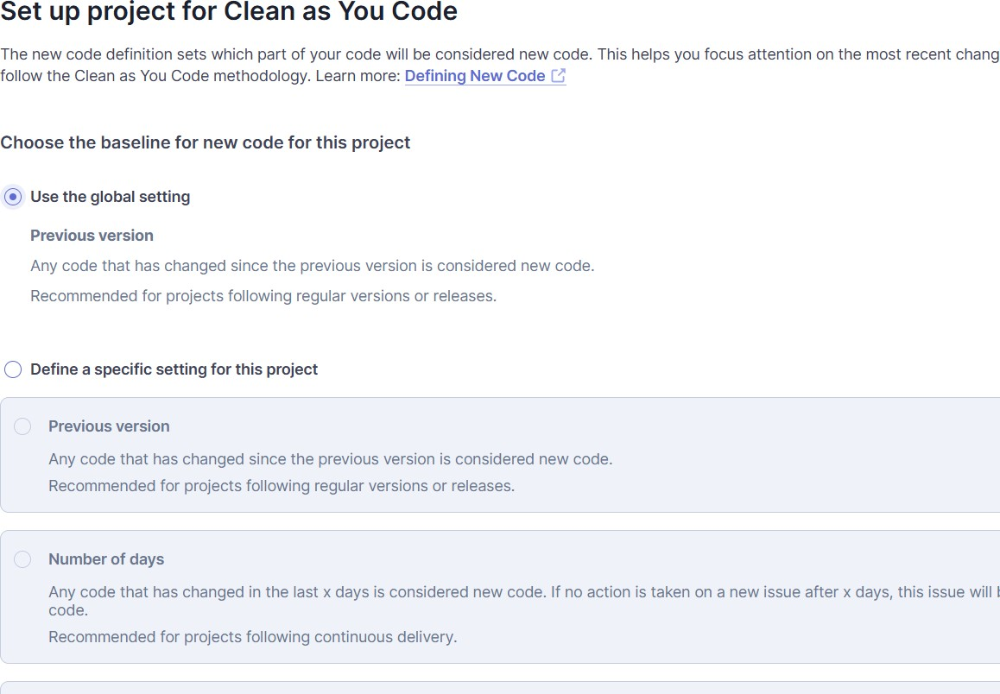 Set up project for Clean as You Code
The new code definition sets which part of your code will be considered new code. This helps you focus attention on the most recent
follow the Clean as You Code methodology. Learn more: Defining New Code
Choose the baseline for new code for this project
Use the global setting
Previous version
Any code that has changed since the previous version is considered new code.
Recommended for projects following regular versions or releases.
Define a specific setting for this project
Previous version
Any code that has changed since the previous version is considered new code.
Recommended for projects following regular versions or releases.
Number of days
Any code that has changed in the last x days is considered new code. If no action is taken on a new issue after x days, this issue will
code.
Recommended for projects following continuous delivery.